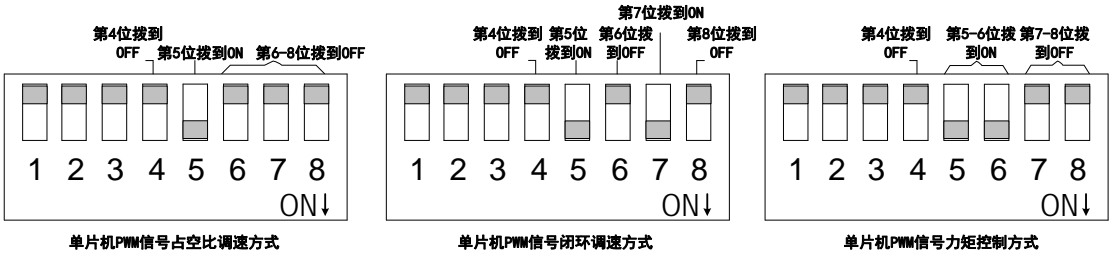 第4位拨到
OFF
第5位拨到ON
第6-8位拨到OFF
1 2 3 4 5 6 7 8
ON↓
单片机PWM信号占空比调速方式
第7位拨到ON
第4位拨到
OFF
第5位
拨到ON
第6位拨
到OFF
第8位拨到
OFF
1 2 3 4 5 6 7 8
ON↓
单片机PWM信号闭环调速方式
第4位拨到
OFF
第5-6位拨
到ON
第7-8位拨
到OFF
1 2 3 4 5 6 7 8
ON↓
单片机PWM信号力矩控制方式